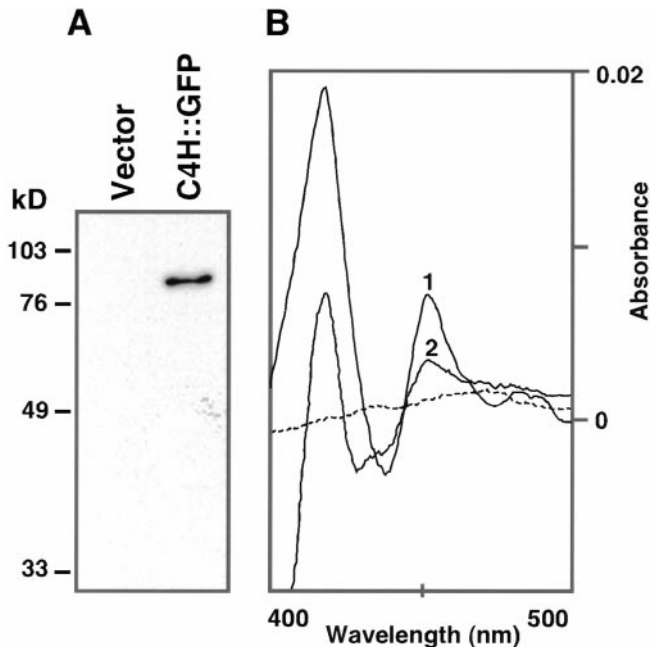 A
B
Vector
C4H::GFP
kD
103
76
49
33
1
2
0.02
0
Absorbance
400
500
Wavelength (nm)